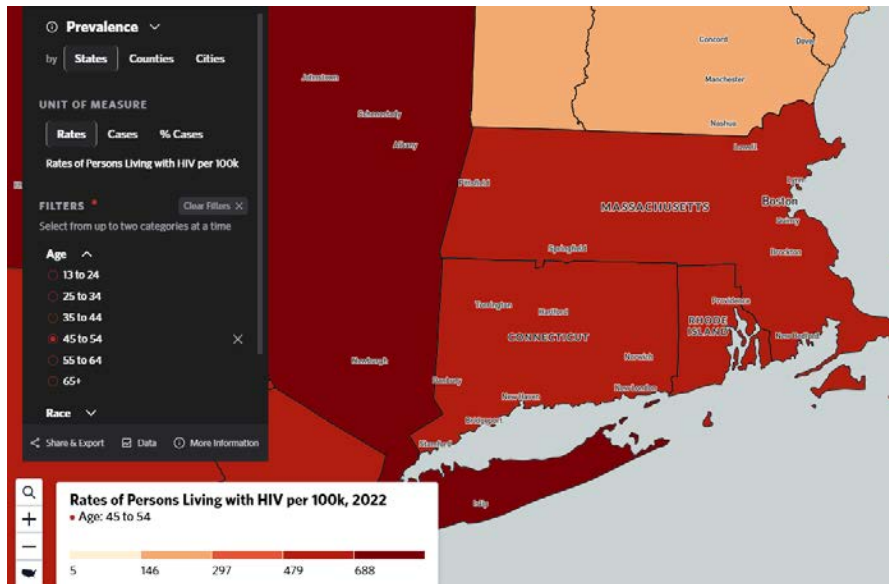 Prevalence
by States Counties Cities
UNIT OF MEASURE
Rates Cases % Cases
Rates of Persons Living with HIV per 100k
FILTERS
Clear Filters
Select from up to two categories at a time
Age
13 to 24
25 to 34
35 to 44
45 to 54
55 to 64
65+
Race
Share & Export Data More Information
Concord
Dover
Manchester
Nashua
Johnstown
Schenectady
Albany
Lowell
Lynn
Pittsfield
MASSACHUSETTS
Boston
Quincy
Springfield
Brockton
Torrington
Hartford
Providence
CONNECTICUT
RHODE
ISLAND
New Bedford
Newburgh
Norwich
Danbury
New London
New Haven
Bridgeport
Stamford
Islip
Rates of Persons Living with HIV per 100k, 2022
Age: 45 to 54
5 146 297 479 688